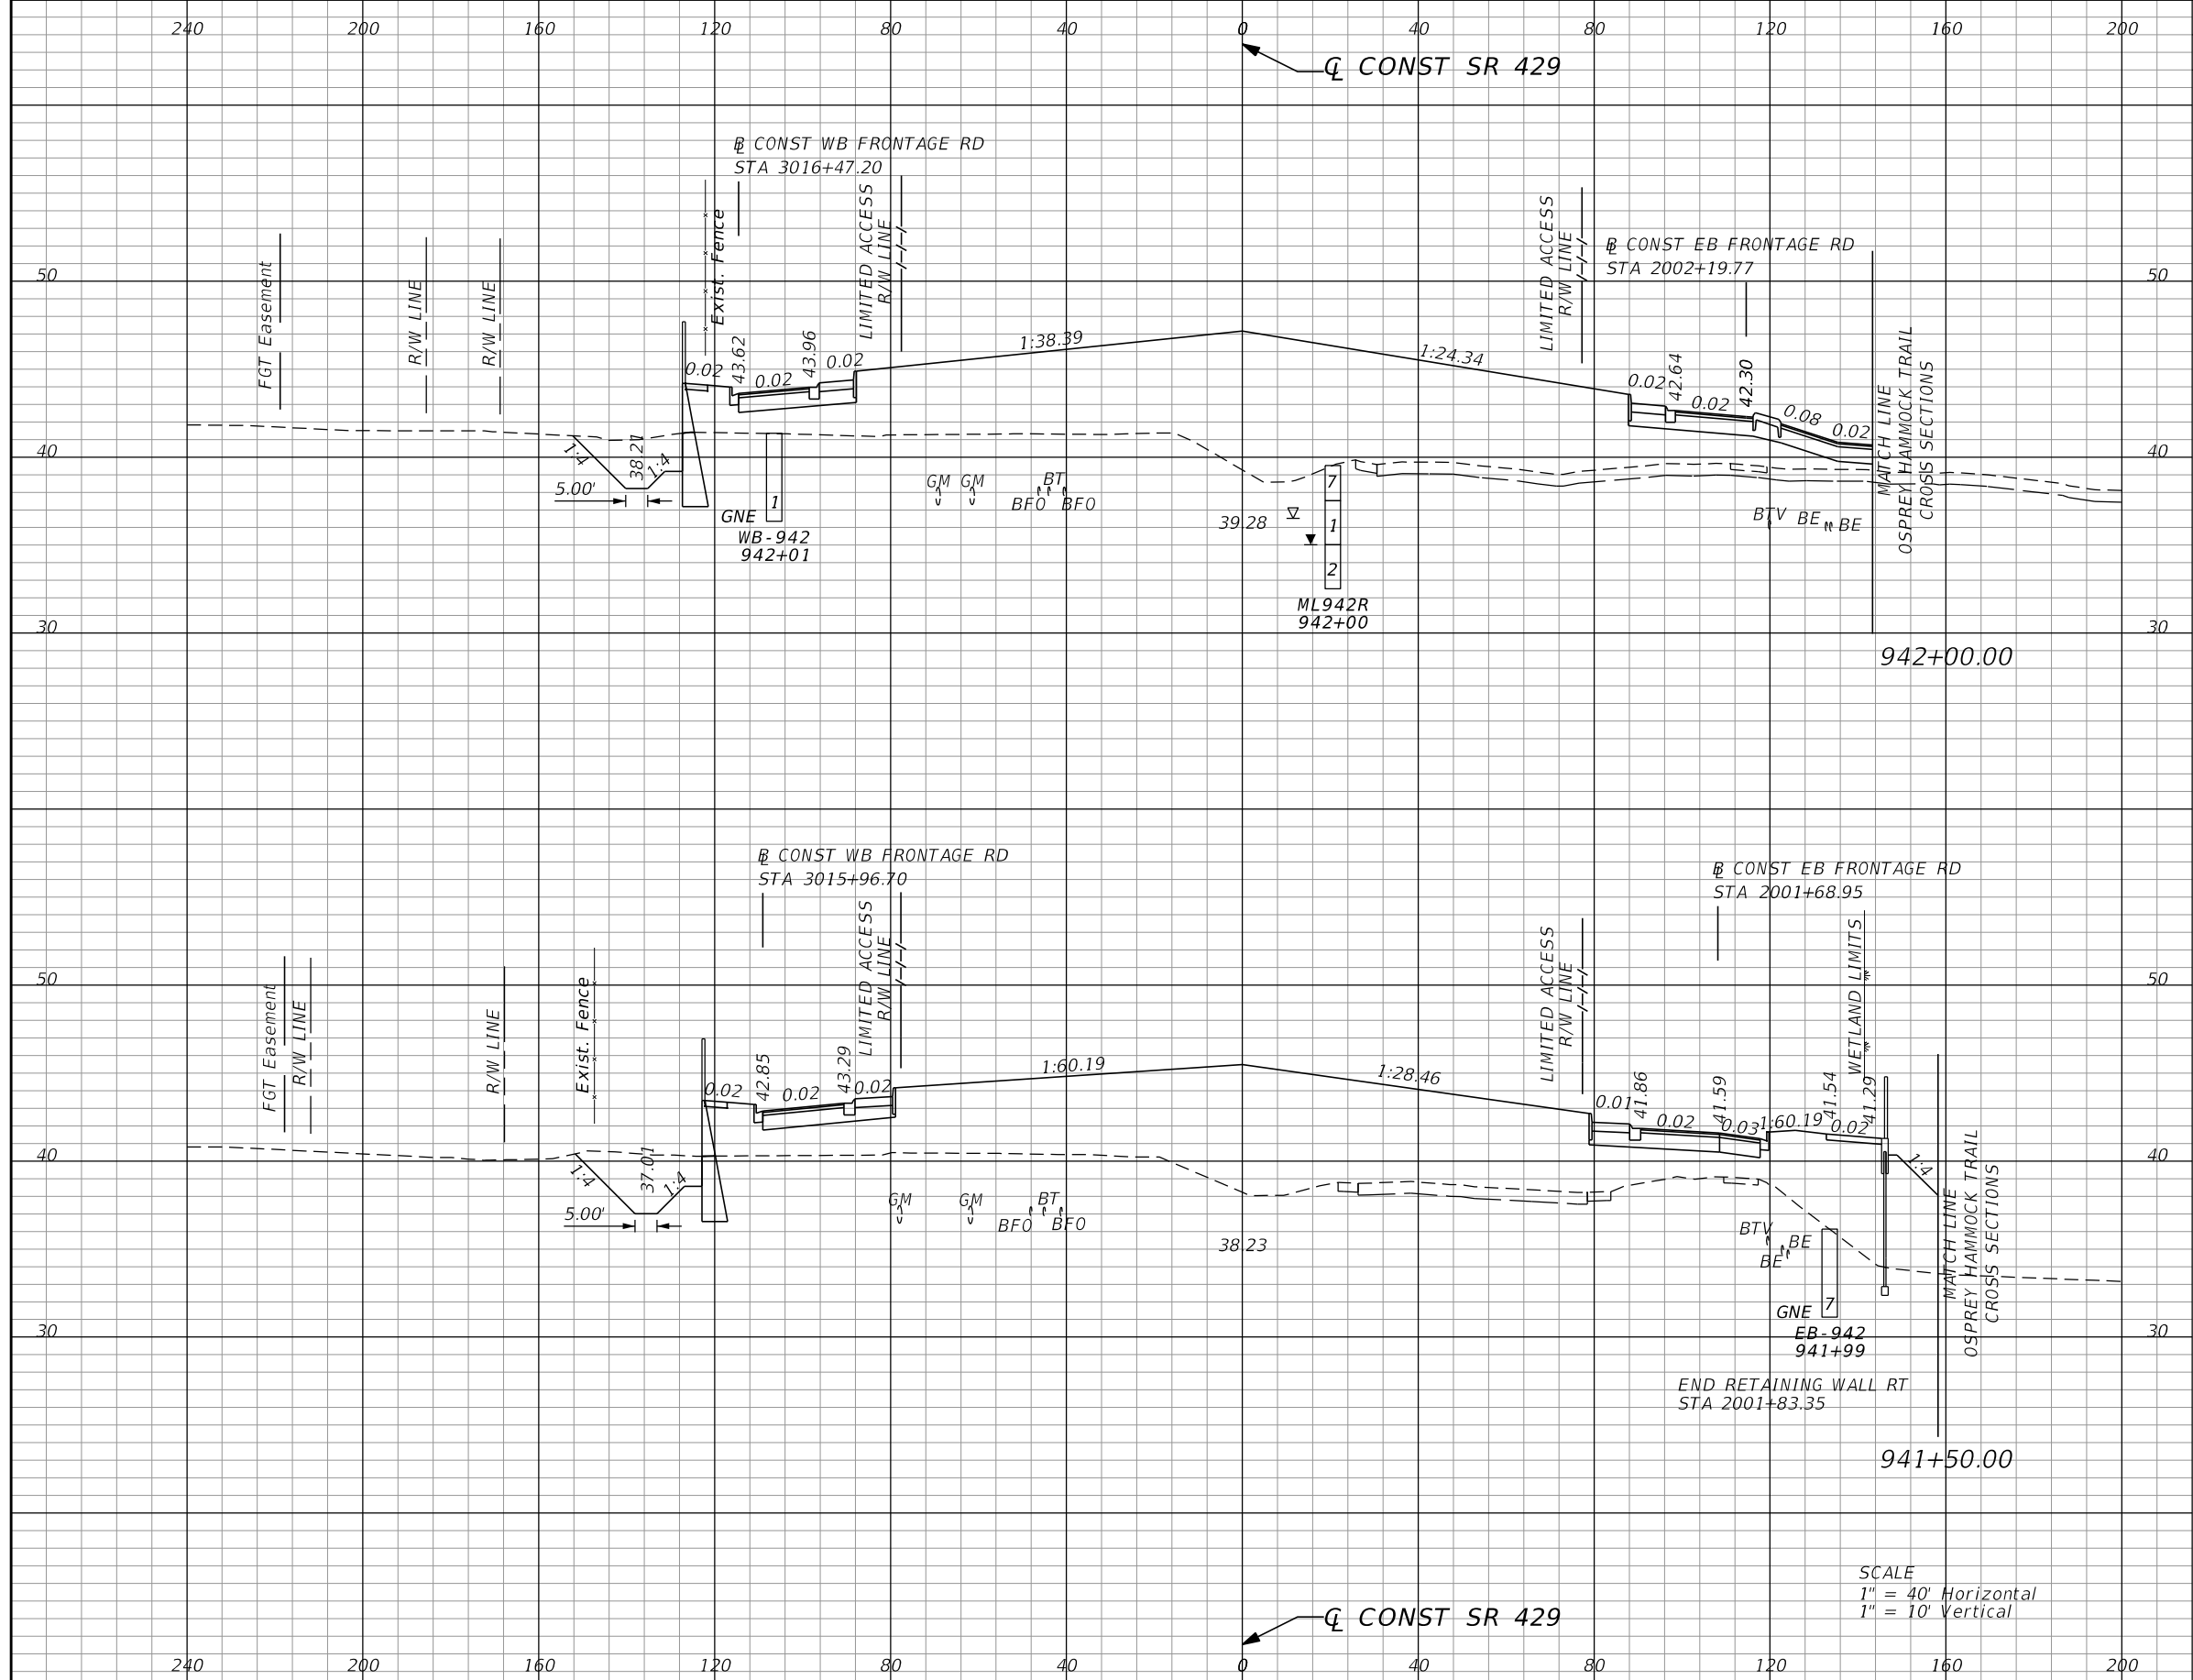 240 200 160 120 80 40 0 40 80 120 160 200
℄ CONST SR 429
B̲L CONST WB FRONTAGE RD
STA 3016+47.20
FGT Easement
R/W LINE
R/W LINE
Exist. Fence
LIMITED ACCESS
R/W LINE
LIMITED ACCESS
R/W LINE
BL CONST EB FRONTAGE RD
STA 2002+19.77
50 50
0.02
43.62
0.02
43.96
0.02
1:38.39
1:24.34
0.02
42.64
0.02
42.30
0.08
0.02
MATCH LINE
OSPREY HAMMOCK TRAIL
CROSS SECTIONS
40 40
1:4
38.21
1:4
5.00'
GNE
1
WB-942
942+01
GM GM
BT
BFO BFO
39.28
7
1
2
ML942R
942+00
BTV BE BE
30 30
942+00.00
BL CONST WB FRONTAGE RD
STA 3015+96.70
BL CONST EB FRONTAGE RD
STA 2001+68.95
FGT Easement
R/W LINE
R/W LINE
Exist. Fence
LIMITED ACCESS
R/W LINE
LIMITED ACCESS
R/W LINE
WETLAND LIMITS
50 50
0.02
42.85
0.02
43.29
0.02
1:60.19
1:28.46
0.01
41.86
0.02
41.59
0.03
1:60.19
41.54
0.02
41.29
1:4
MATCH LINE
OSPREY HAMMOCK TRAIL
CROSS SECTIONS
40 40
1:4
37.01
1:4
5.00'
GM GM
BT
BFO BFO
38.23
BTV
BE
BE
GNE
7
EB-942
941+99
30 30
END RETAINING WALL RT
STA 2001+83.35
941+50.00
SCALE
1" = 40' Horizontal
1" = 10' Vertical
℄ CONST SR 429
240 200 160 120 80 40 0 40 80 120 160 200